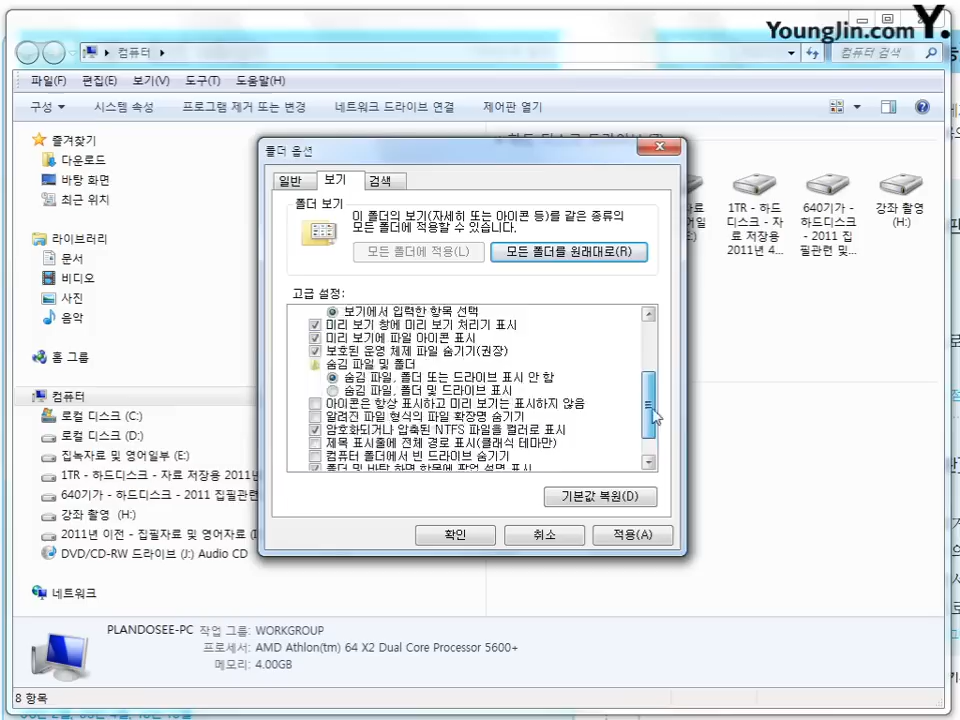 YoungJin.com Y.
컴퓨터
컴퓨터 검색
파일(F) 편집(E) 보기(V) 도구(T) 도움말(H)
구성 시스템 속성 프로그램 제거 또는 변경 네트워크 드라이브 연결 제어판 열기
즐겨찾기
다운로드
바탕 화면
최근 위치
라이브러리
문서
비디오
사진
음악
홈 그룹
컴퓨터
로컬 디스크 (C:)
로컬 디스크 (D:)
집독자료 및 영어일부 (E:)
1TR - 하드디스크 - 자료 저장용 2011년
640기가 - 하드디스크 - 2011 집필관련
강좌 촬영 (H:)
2011년 이전 - 집필자료 및 영어자료 (I
DVD/CD-RW 드라이브 (J:) Audio CD
네트워크
1TR - 하드
디스크 - 자
료 저장용
2011년 4...
640기가 -
하드디스크
- 2011 집
필관련 및...
강좌 촬영
(H:)
폴더 옵션
일반 보기 검색
폴더 보기
이 폴더의 보기(자세히 또는 아이콘 등)를 같은 종류의
모든 폴더에 적용할 수 있습니다.
모든 폴더에 적용(L) 모든 폴더를 원래대로(R)
고급 설정:
보기에서 입력한 항목 선택
미리 보기 창에 미리 보기 처리기 표시
미리 보기에 파일 아이콘 표시
보호된 운영 체제 파일 숨기기(권장)
숨김 파일 및 폴더
숨김 파일, 폴더 또는 드라이브 표시 안 함
숨김 파일, 폴더 및 드라이브 표시
아이콘은 항상 표시하고 미리 보기는 표시하지 않음
알려진 파일 형식의 파일 확장명 숨기기
암호화되거나 압축된 NTFS 파일을 컬러로 표시
제목 표시줄에 전체 경로 표시(클래식 테마만)
컴퓨터 폴더에서 빈 드라이브 숨기기
폴더 및 바탕 화면 항목에 팝업 설명 표시
기본값 복원(D)
확인 취소 적용(A)
PLANDOSEE-PC 작업 그룹: WORKGROUP
프로세서: AMD Athlon(tm) 64 X2 Dual Core Processor 5600+
메모리: 4.00GB
8 항목